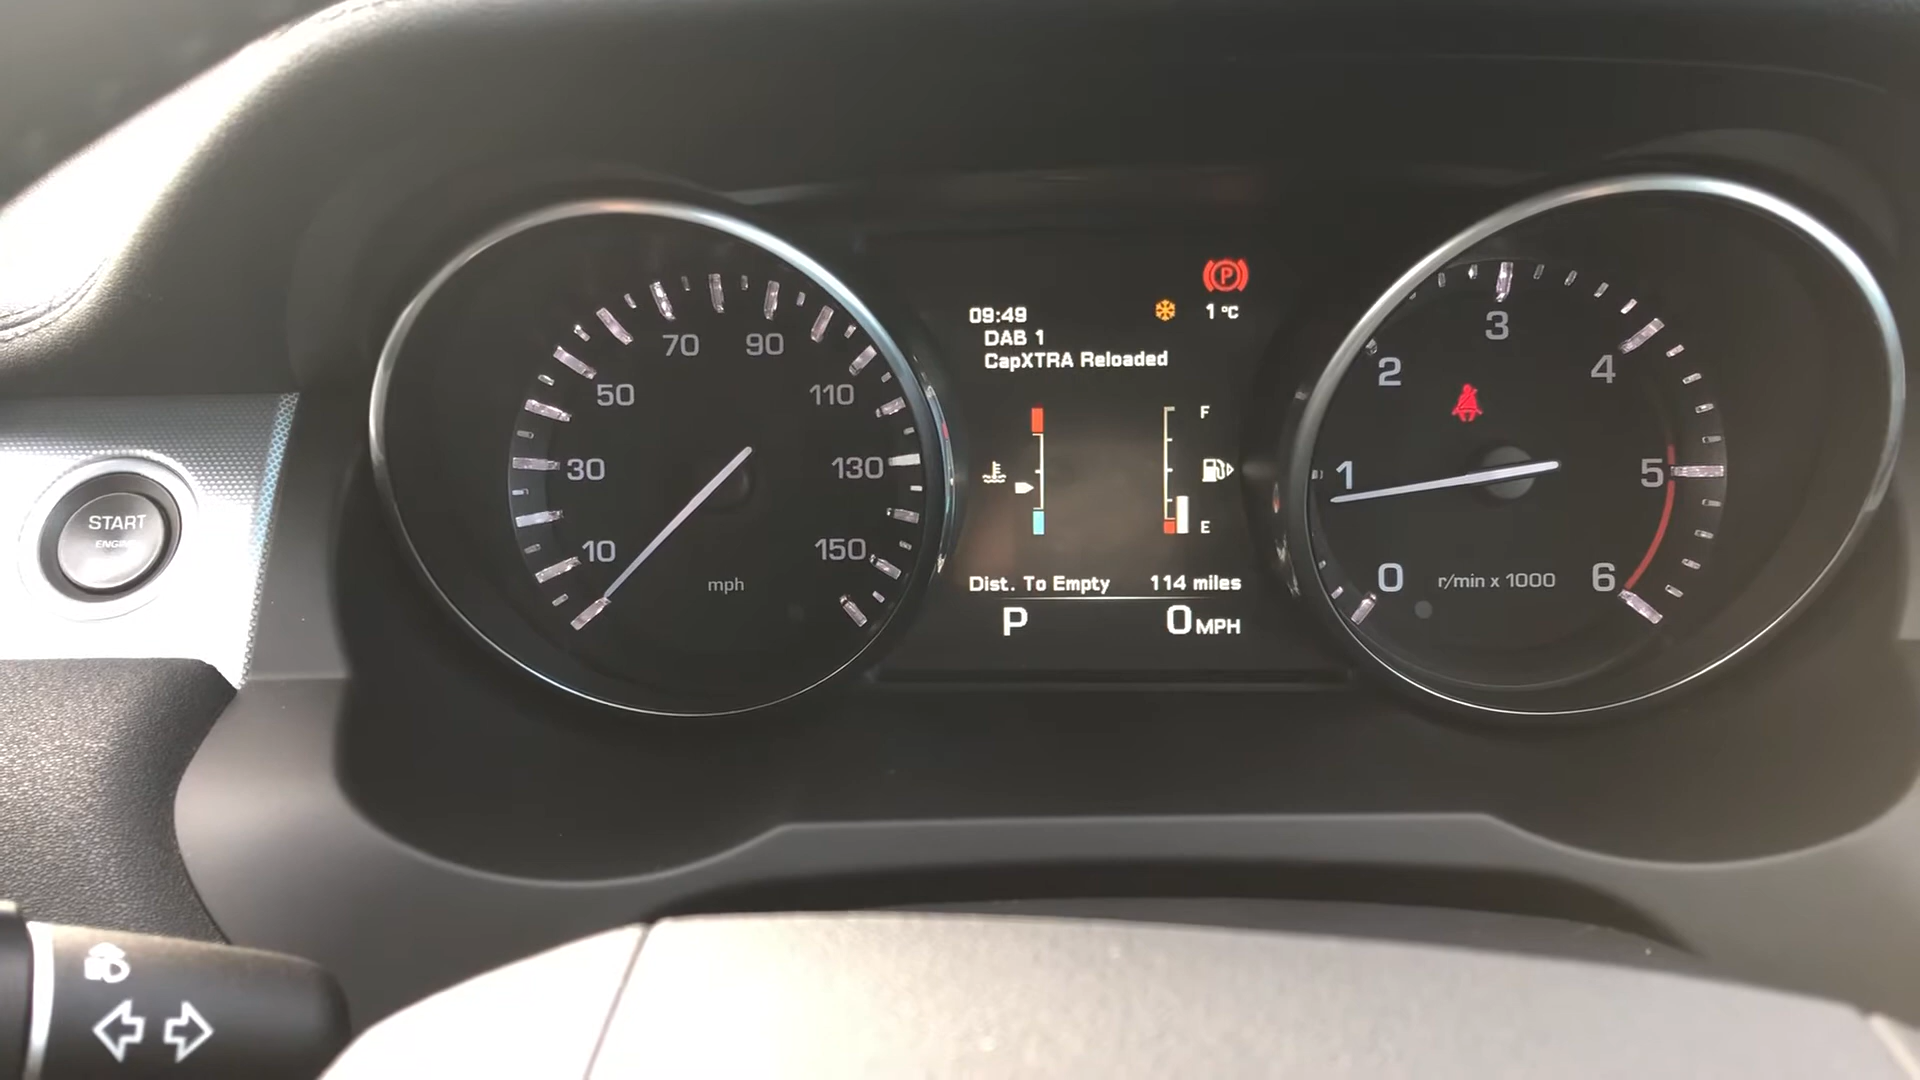 START
ENGINE
10
30
50
70
90
110
130
150
mph
09:49
1 °C
DAB 1
CapXTRA Reloaded
F
E
Dist. To Empty 114 miles
P
0 MPH
P
0
1
2
3
4
5
6
r/min x 1000